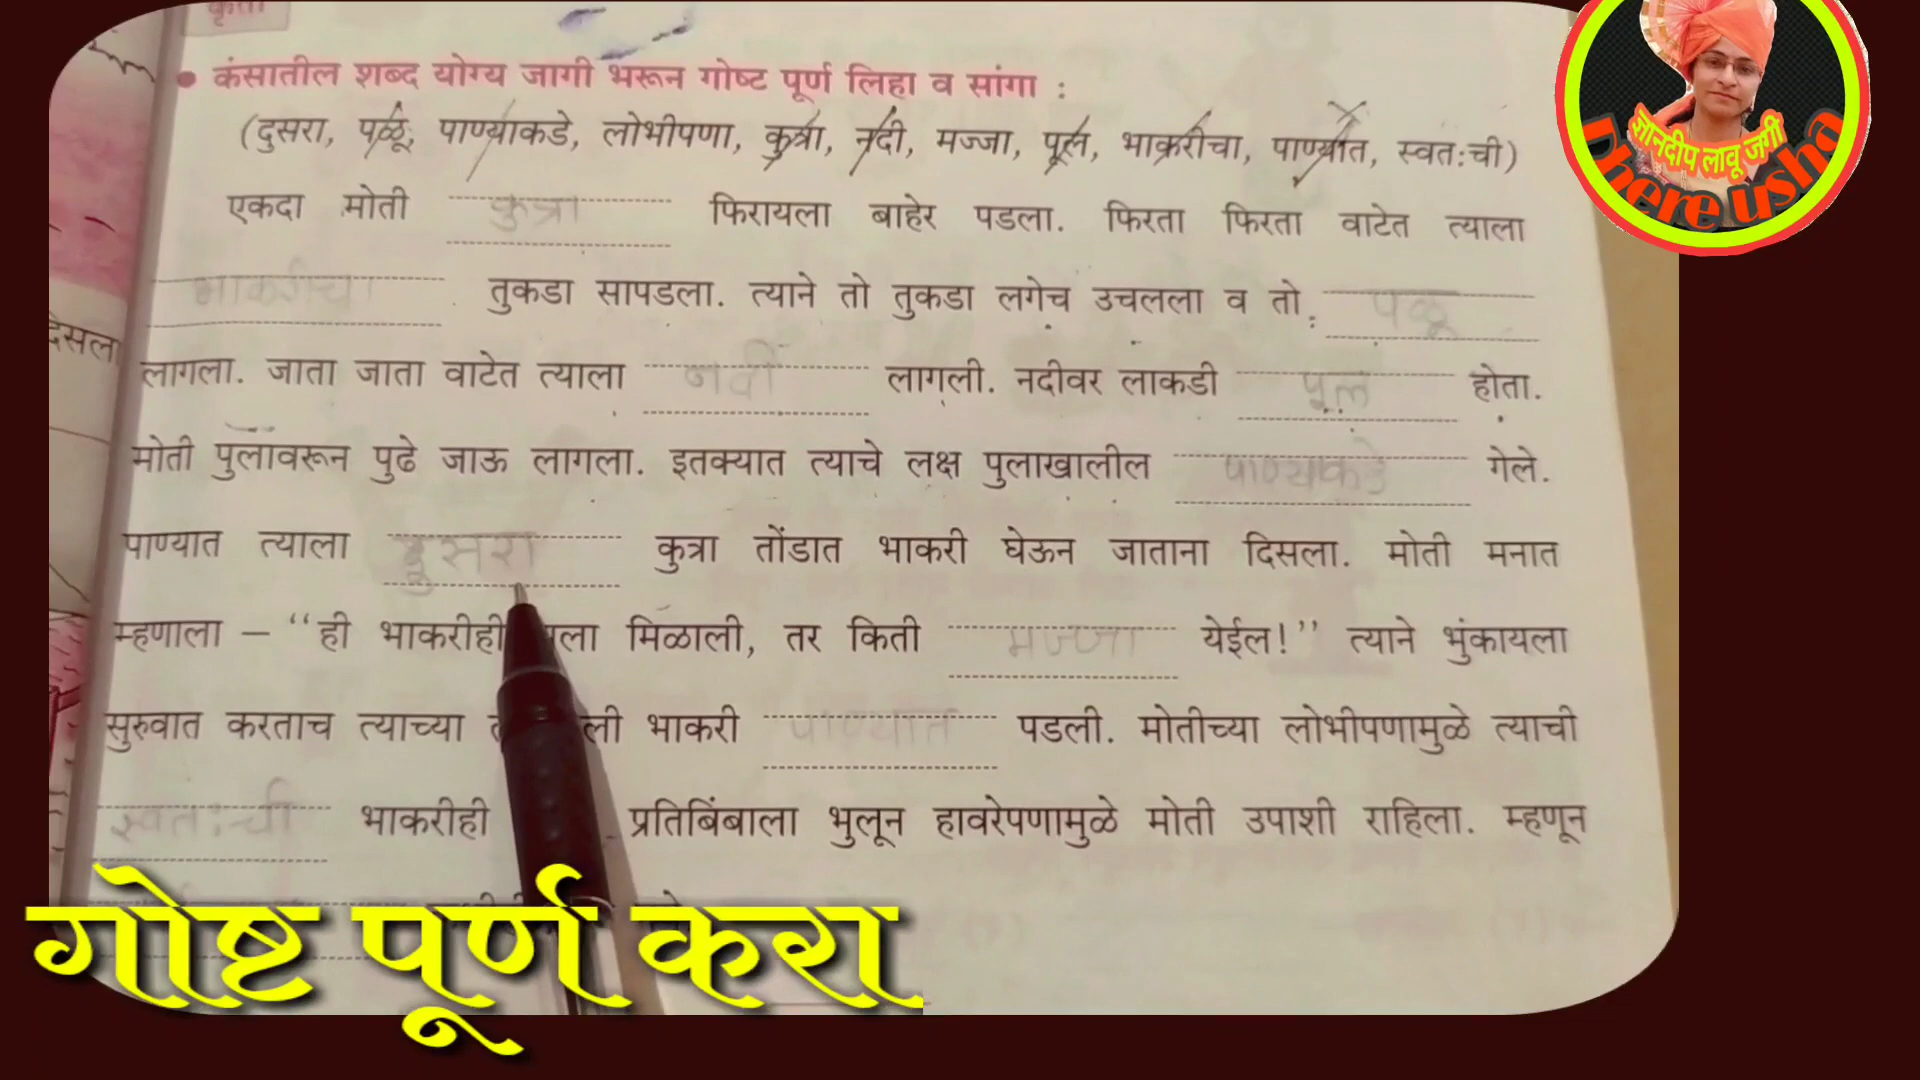 कृती
• कंसातील शब्द योग्य जागी भरून गोष्ट पूर्ण लिहा व सांगा :
(दुसरा, पळू, पाण्याकडे, लोभीपणा, कुत्रा, नदी, मज्जा, पूल, भाकरीचा, पाण्यात, स्वतःची)
एकदा मोती कुत्रा फिरायला बाहेर पडला. फिरता फिरता वाटेत त्याला
भाकरीचा तुकडा सापडला. त्याने तो तुकडा लगेच उचलला व तो पळू
लागला. जाता जाता वाटेत त्याला नदी लागली. नदीवर लाकडी पूल होता.
मोती पुलावरून पुढे जाऊ लागला. इतक्यात त्याचे लक्ष पुलाखालील पाण्याकडे गेले.
पाण्यात त्याला दुसरा कुत्रा तोंडात भाकरी घेऊन जाताना दिसला. मोती मनात
म्हणाला – “ही भाकरीही मला मिळाली, तर किती मज्जा येईल!” त्याने भुंकायला
सुरुवात करताच त्याच्या भाकरी पाण्यात पडली. मोतीच्या लोभीपणामुळे त्याची
स्वतःची भाकरीही प्रतिबिंबाला भुलून हावरेपणामुळे मोती उपाशी राहिला. म्हणून
देसला
गोष्ट पूर्ण करा
ज्ञानदीप लावू जगी
Dhere usha